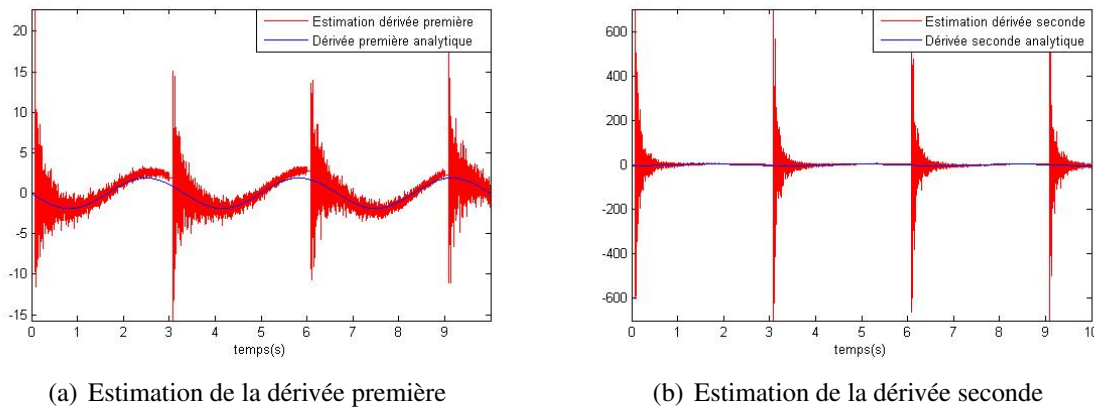 Estimation dérivée première
Dérivée première analytique
20
15
10
5
0
-5
-10
-15
0 1 2 3 4 5 6 7 8 9
temps(s)
(a) Estimation de la dérivée première
Estimation dérivée seconde
Dérivée seconde analytique
600
400
200
0
-200
-400
-600
0 1 2 3 4 5 6 7 8 9 10
temps(s)
(b) Estimation de la dérivée seconde